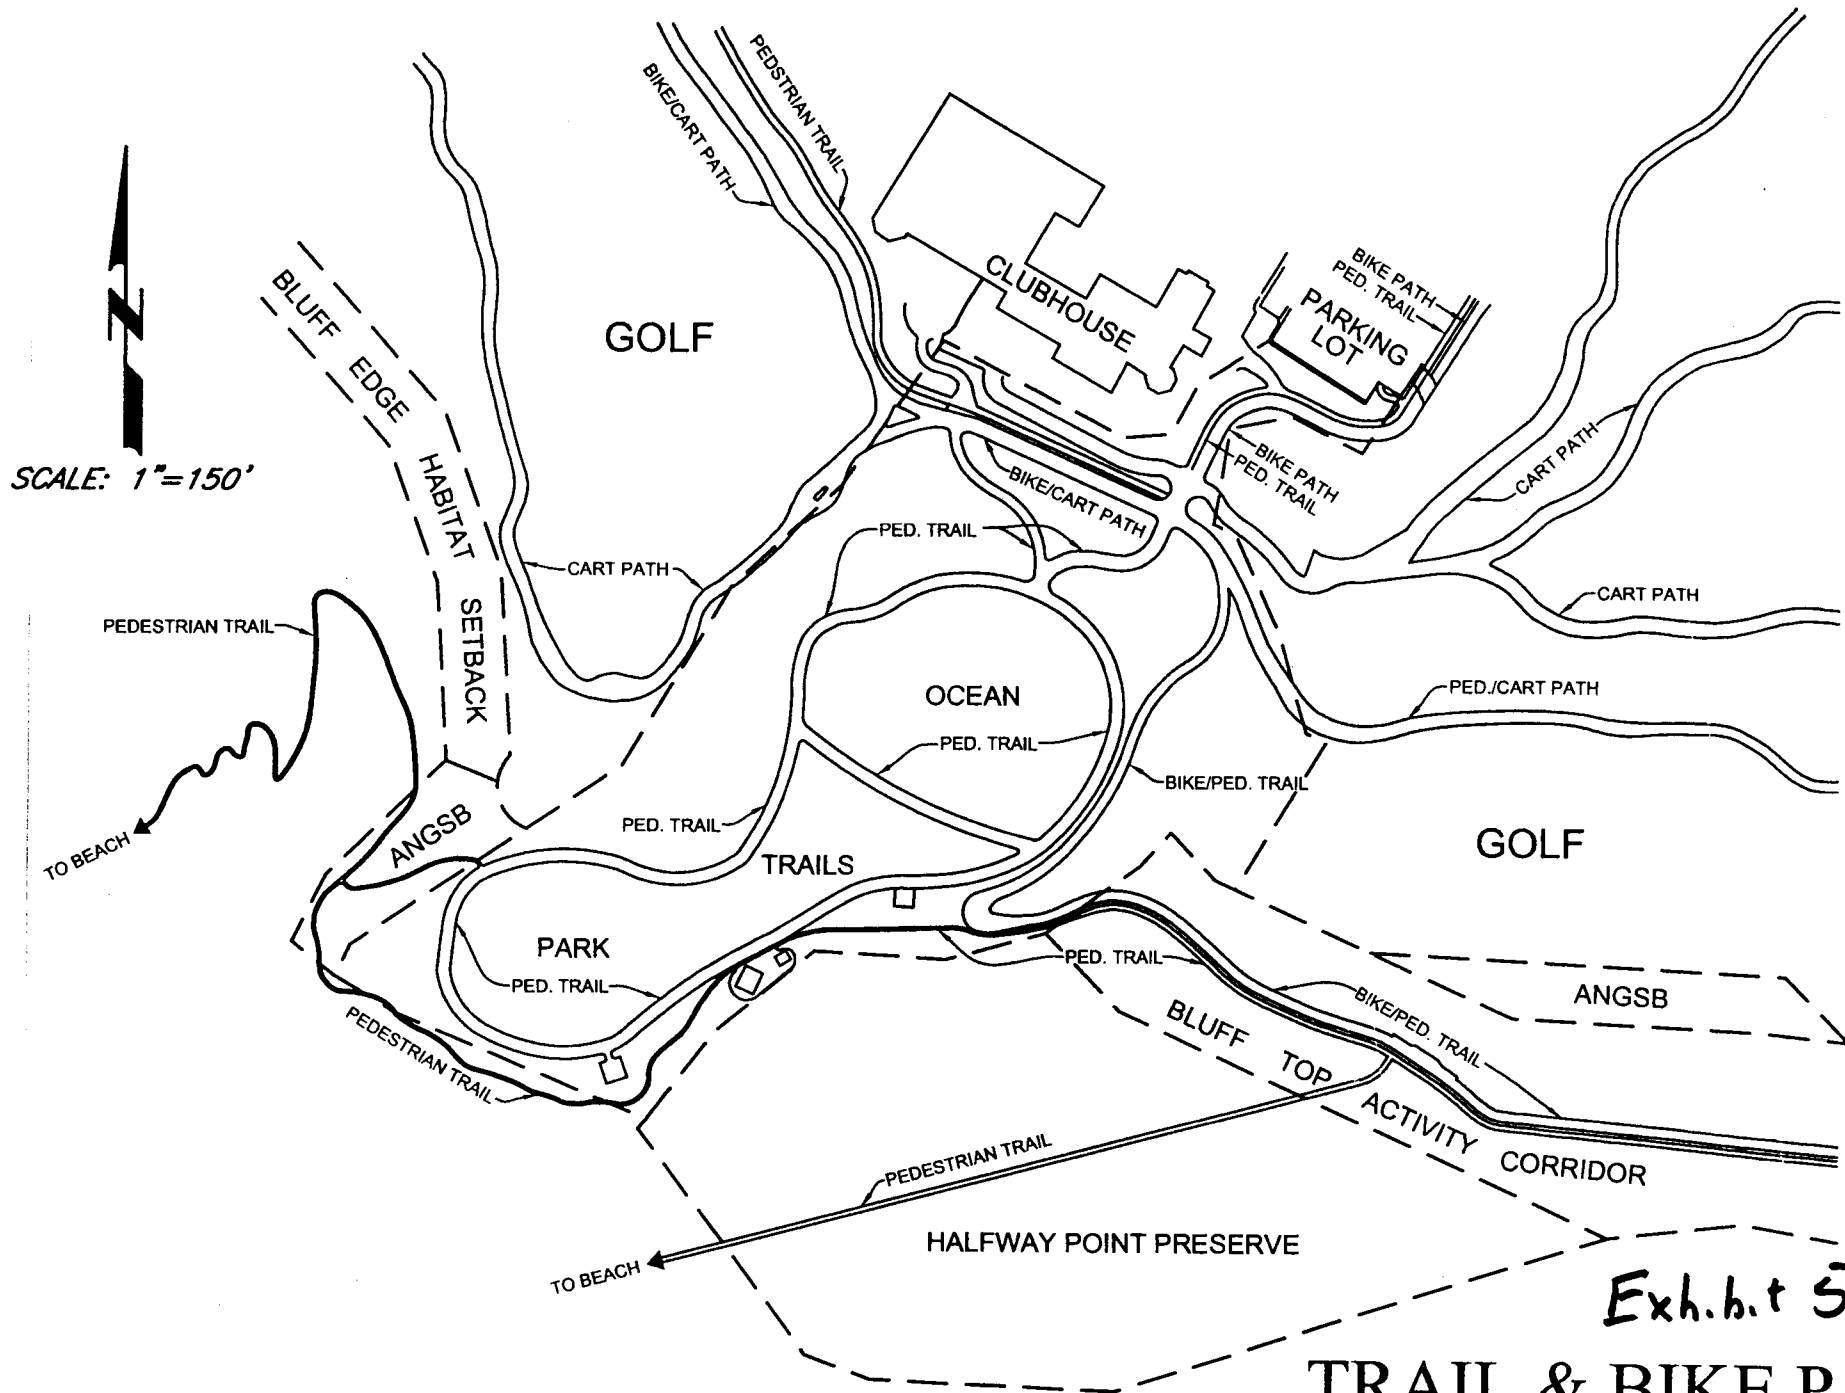 PEDSTRIAN TRAIL
BIKE/CART PATH
GOLF
CLUBHOUSE
BIKE PATH
PED. TRAIL
PARKING
LOT
BLUFF EDGE HABITAT SETBACK
SCALE: 1"=150'
N
BIKE/CART PATH
BIKE PATH
PED. TRAIL
CART PATH
PED. TRAIL
CART PATH
CART PATH
PEDESTRIAN TRAIL
OCEAN
PED./CART PATH
PED. TRAIL
BIKE/PED. TRAIL
TO BEACH
ANGSB
PED. TRAIL
TRAILS
GOLF
PARK
PED. TRAIL
PED. TRAIL
ANGSB
PEDESTRIAN TRAIL
BLUFF TOP ACTIVITY CORRIDOR
BIKE/PED. TRAIL
PEDESTRIAN TRAIL
HALFWAY POINT PRESERVE
TO BEACH
Exhibit 5
TRAIL & BIKE P